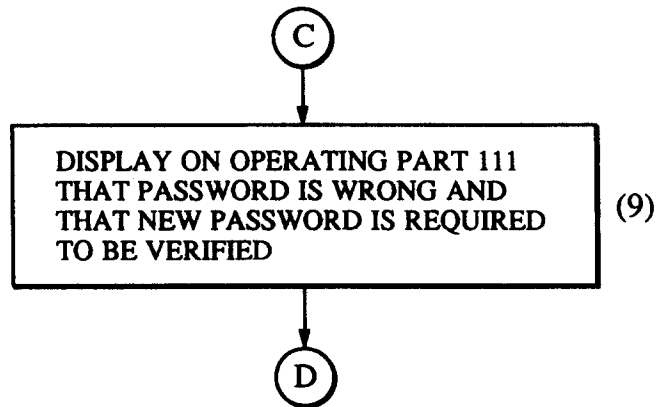 C
DISPLAY ON OPERATING PART 111
THAT PASSWORD IS WRONG AND
THAT NEW PASSWORD IS REQUIRED
TO BE VERIFIED
(9)
D